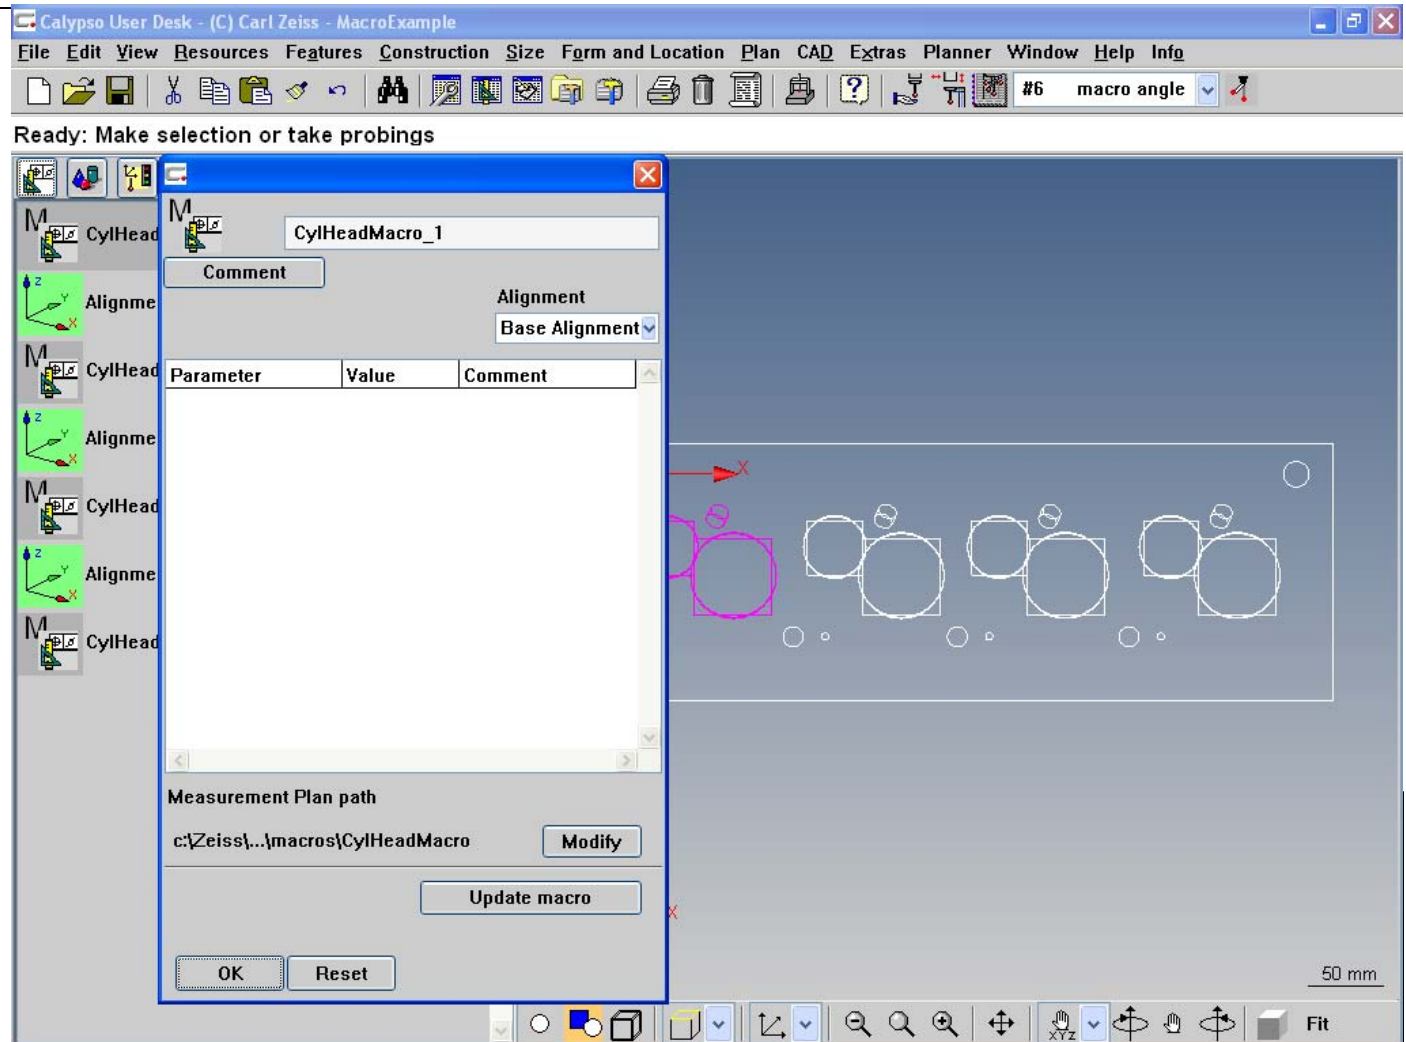 Calypso User Desk - (C) Carl Zeiss - MacroExample
File Edit View Resources Features Construction Size Form and Location Plan CAD Extras Planner Window Help Info
#6 macro angle
Ready: Make selection or take probings
M CylHead
Z Y X Alignme
M CylHead
Z Y X Alignme
M CylHead
Z Y X Alignme
M CylHead
M CylHeadMacro_1
Comment
Alignment
Base Alignment
Parameter Value Comment
Measurement Plan path
c:\Zeiss\...\macros\CylHeadMacro Modify
Update macro
OK Reset
X
X
50 mm
XYZ Fit